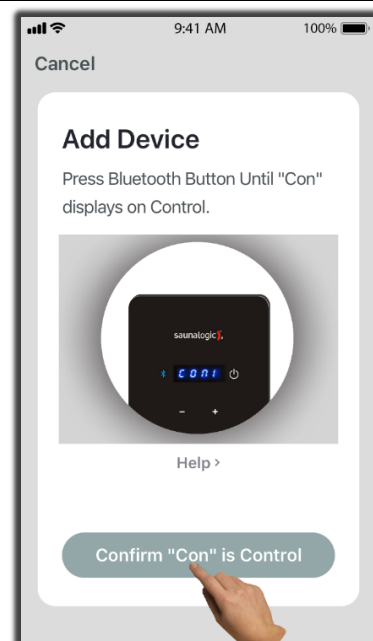 9:41 AM 100%
Cancel
Add Device
Press Bluetooth Button Until "Con"
displays on Control.
saunalogic
CON1
− +
Help >
Confirm "Con" is Control